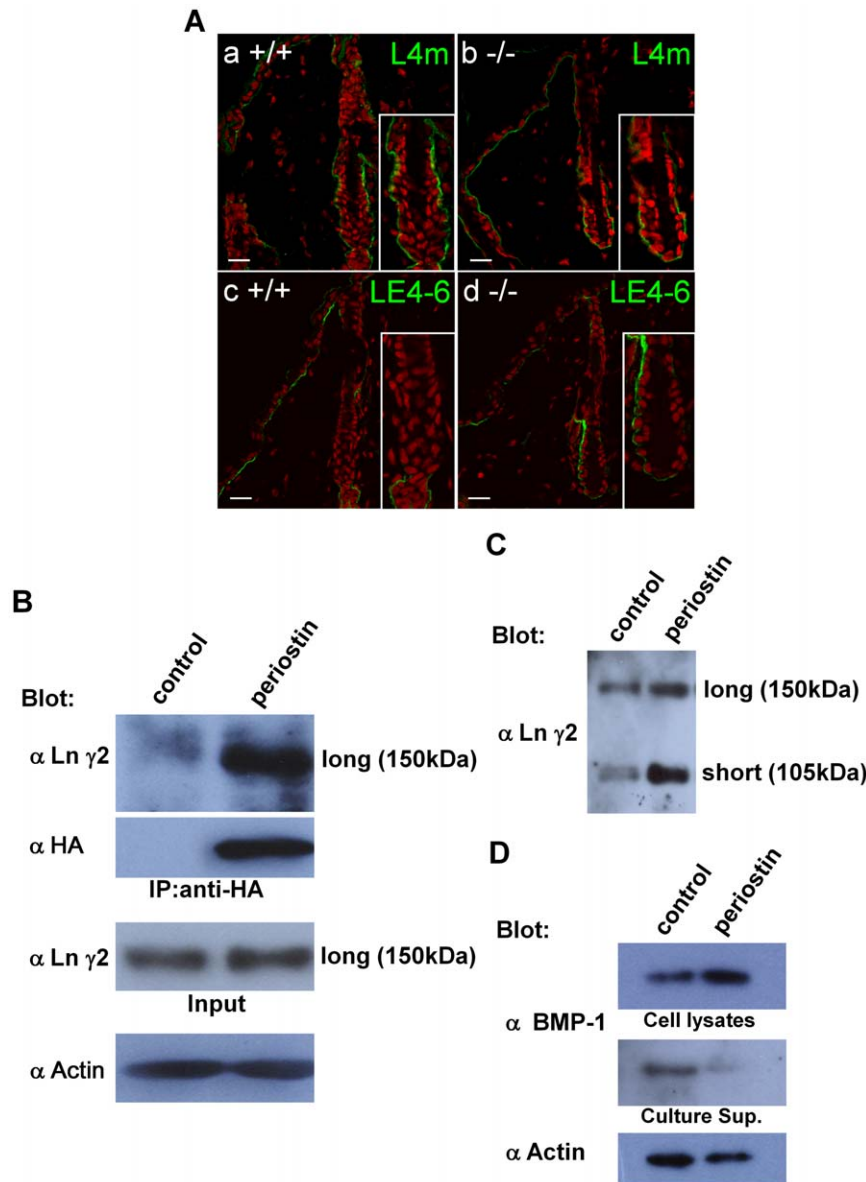 A
a +/+ L4m
b -/- L4m
c +/+ LE4-6
d -/- LE4-6
B
control periostin
Blot:
α Ln γ2 long (150kDa)
α HA
IP:anti-HA
α Ln γ2 long (150kDa)
Input
α Actin
C
control periostin
Blot:
long (150kDa)
α Ln γ2
short (105kDa)
D
control periostin
Blot:
Cell lysates
α BMP-1
Culture Sup.
α Actin